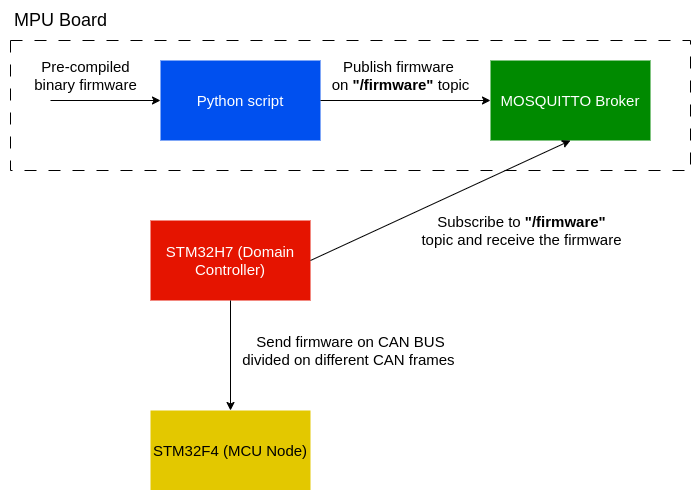 MPU Board
Pre-compiled
binary firmware
Python script
Publish firmware
on "/firmware" topic
MOSQUITTO Broker
Subscribe to "/firmware"
topic and receive the firmware
STM32H7 (Domain
Controller)
Send firmware on CAN BUS
divided on different CAN frames
STM32F4 (MCU Node)